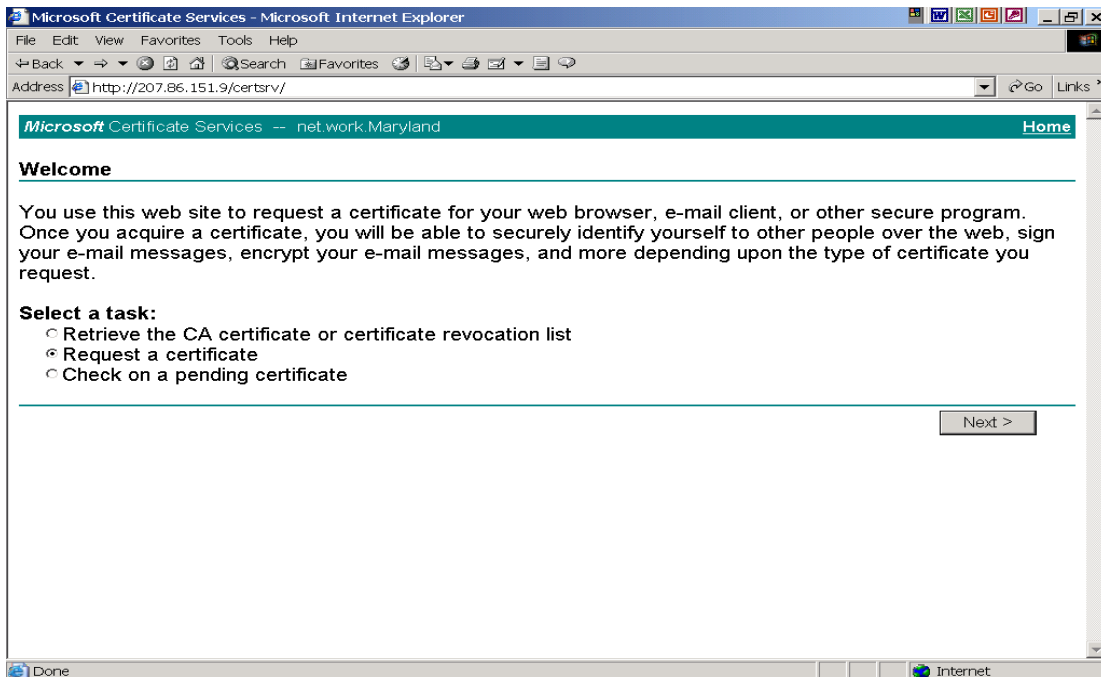 Microsoft Certificate Services - Microsoft Internet Explorer
File Edit View Favorites Tools Help
Back Search Favorites
Address http://207.86.151.9/certsrv/ Go Links
Microsoft Certificate Services -- net.work.Maryland Home
Welcome
You use this web site to request a certificate for your web browser, e-mail client, or other secure program.
Once you acquire a certificate, you will be able to securely identify yourself to other people over the web, sign
your e-mail messages, encrypt your e-mail messages, and more depending upon the type of certificate you
request.
Select a task:
Retrieve the CA certificate or certificate revocation list
Request a certificate
Check on a pending certificate
Next >
Done Internet